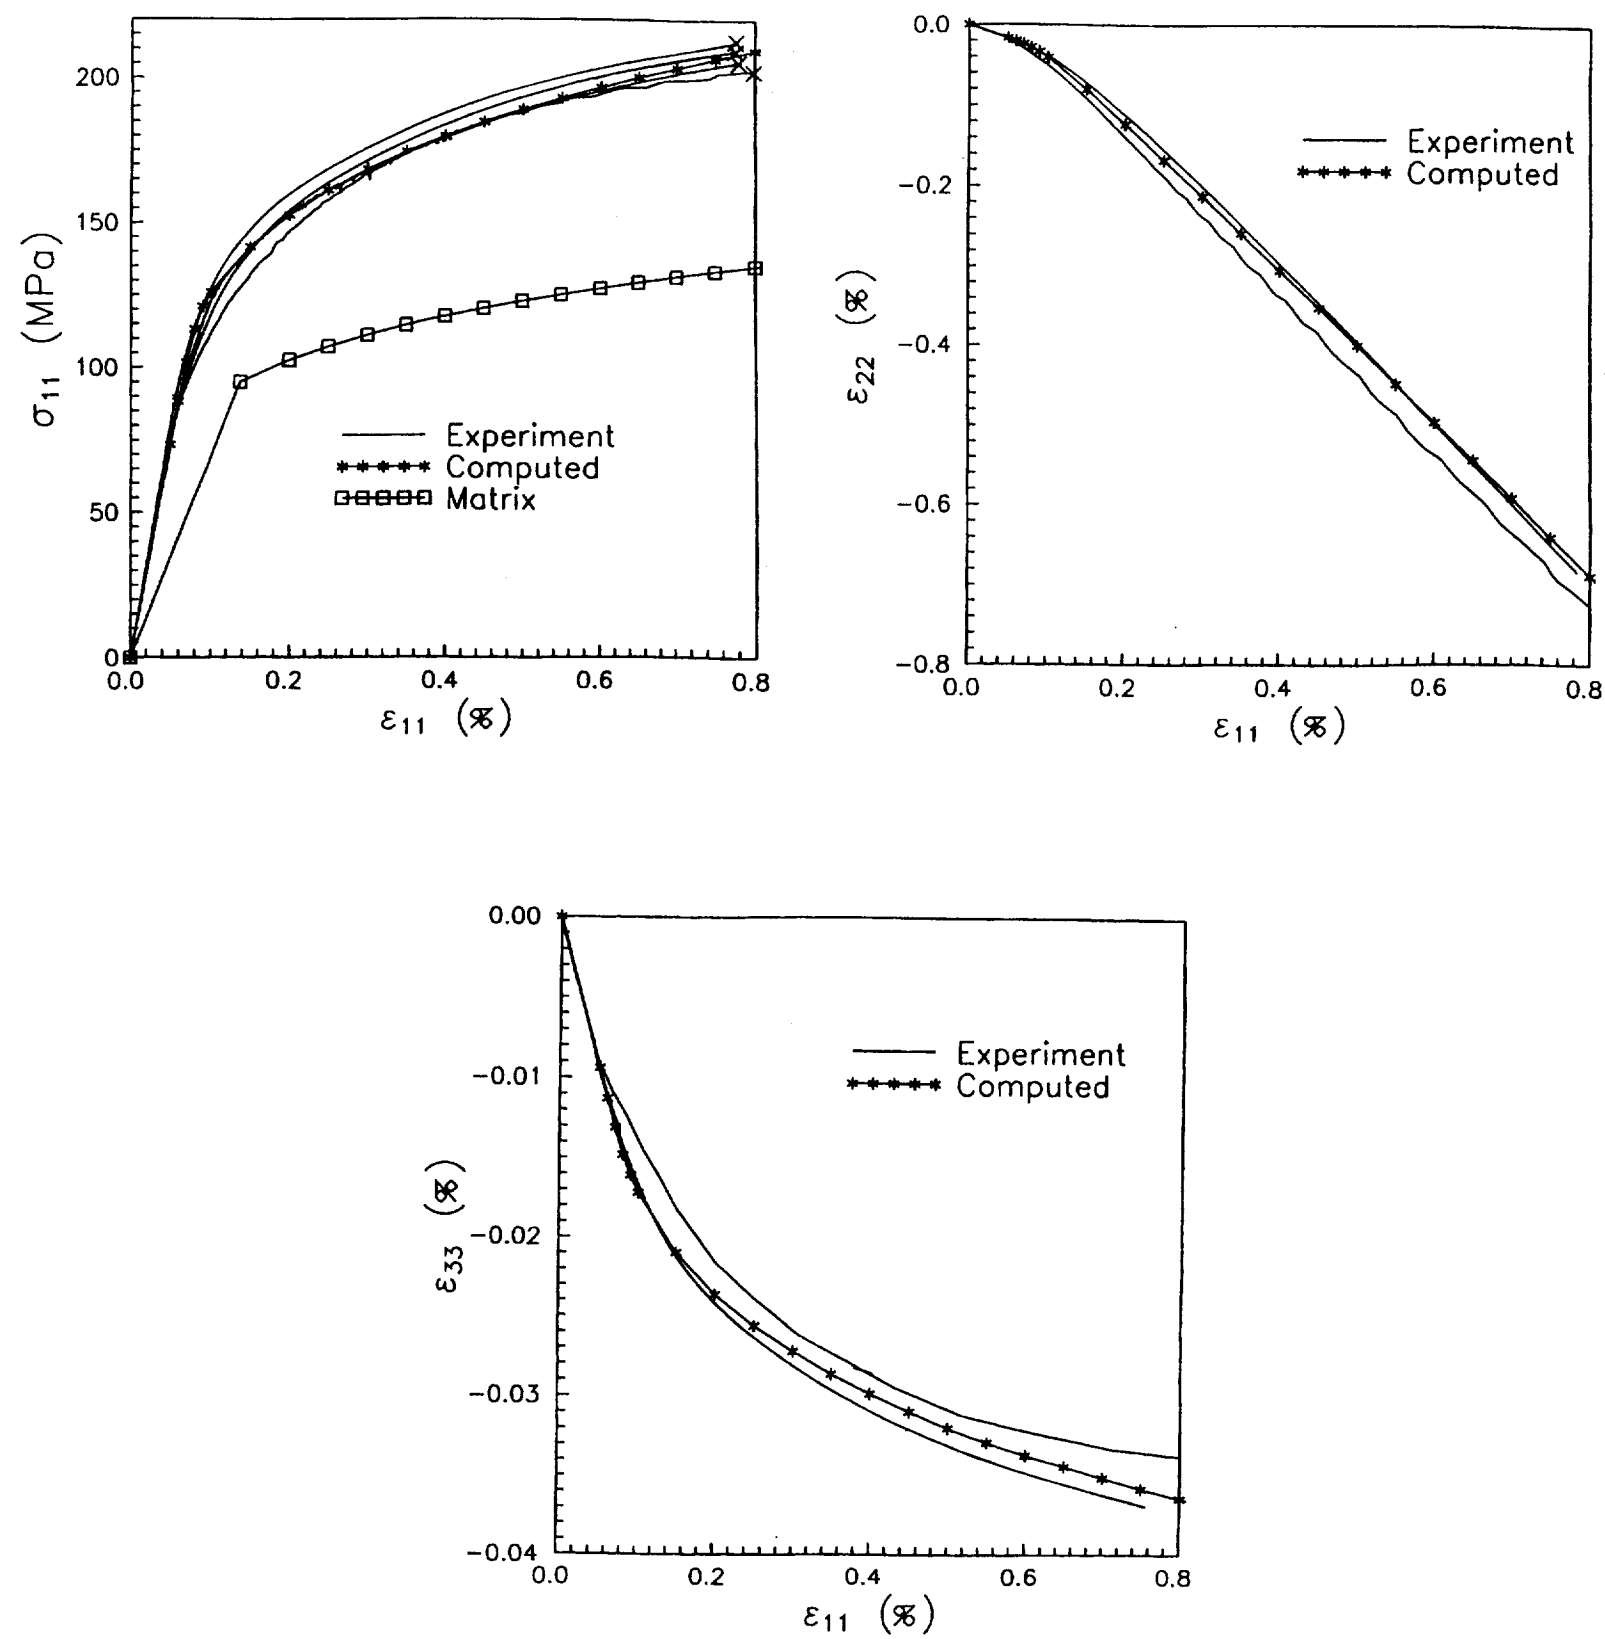 200
150
100
50
0
σ11 (MPa)
Experiment
Computed
Matrix
0.0 0.2 0.4 0.6 0.8
ε11 (%)
0.0
−0.2
−0.4
−0.6
−0.8
ε22 (%)
Experiment
Computed
0.0 0.2 0.4 0.6 0.8
ε11 (%)
0.00
−0.01
−0.02
−0.03
−0.04
ε33 (%)
Experiment
Computed
0.0 0.2 0.4 0.6 0.8
ε11 (%)